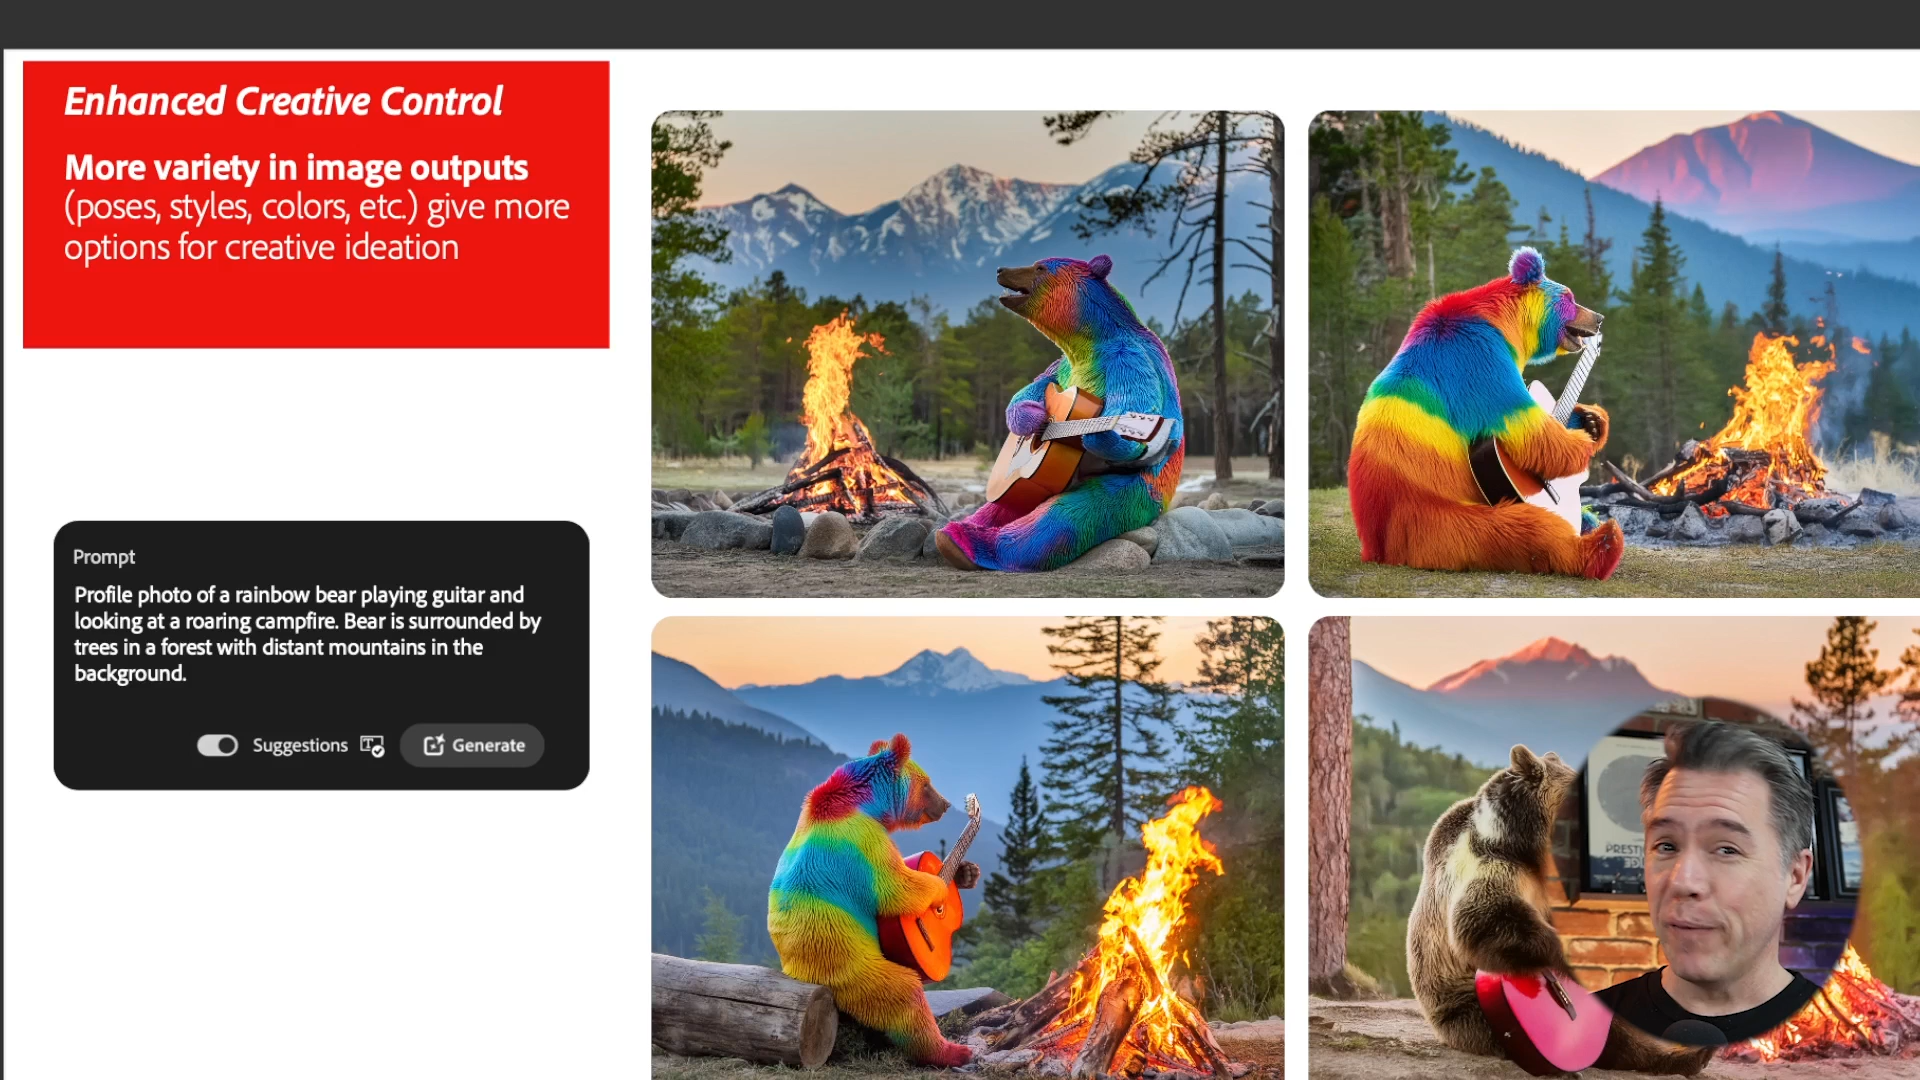 Enhanced Creative Control
More variety in image outputs
(poses, styles, colors, etc.) give more
options for creative ideation
Prompt
Profile photo of a rainbow bear playing guitar and
looking at a roaring campfire. Bear is surrounded by
trees in a forest with distant mountains in the
background.
Suggestions
Generate